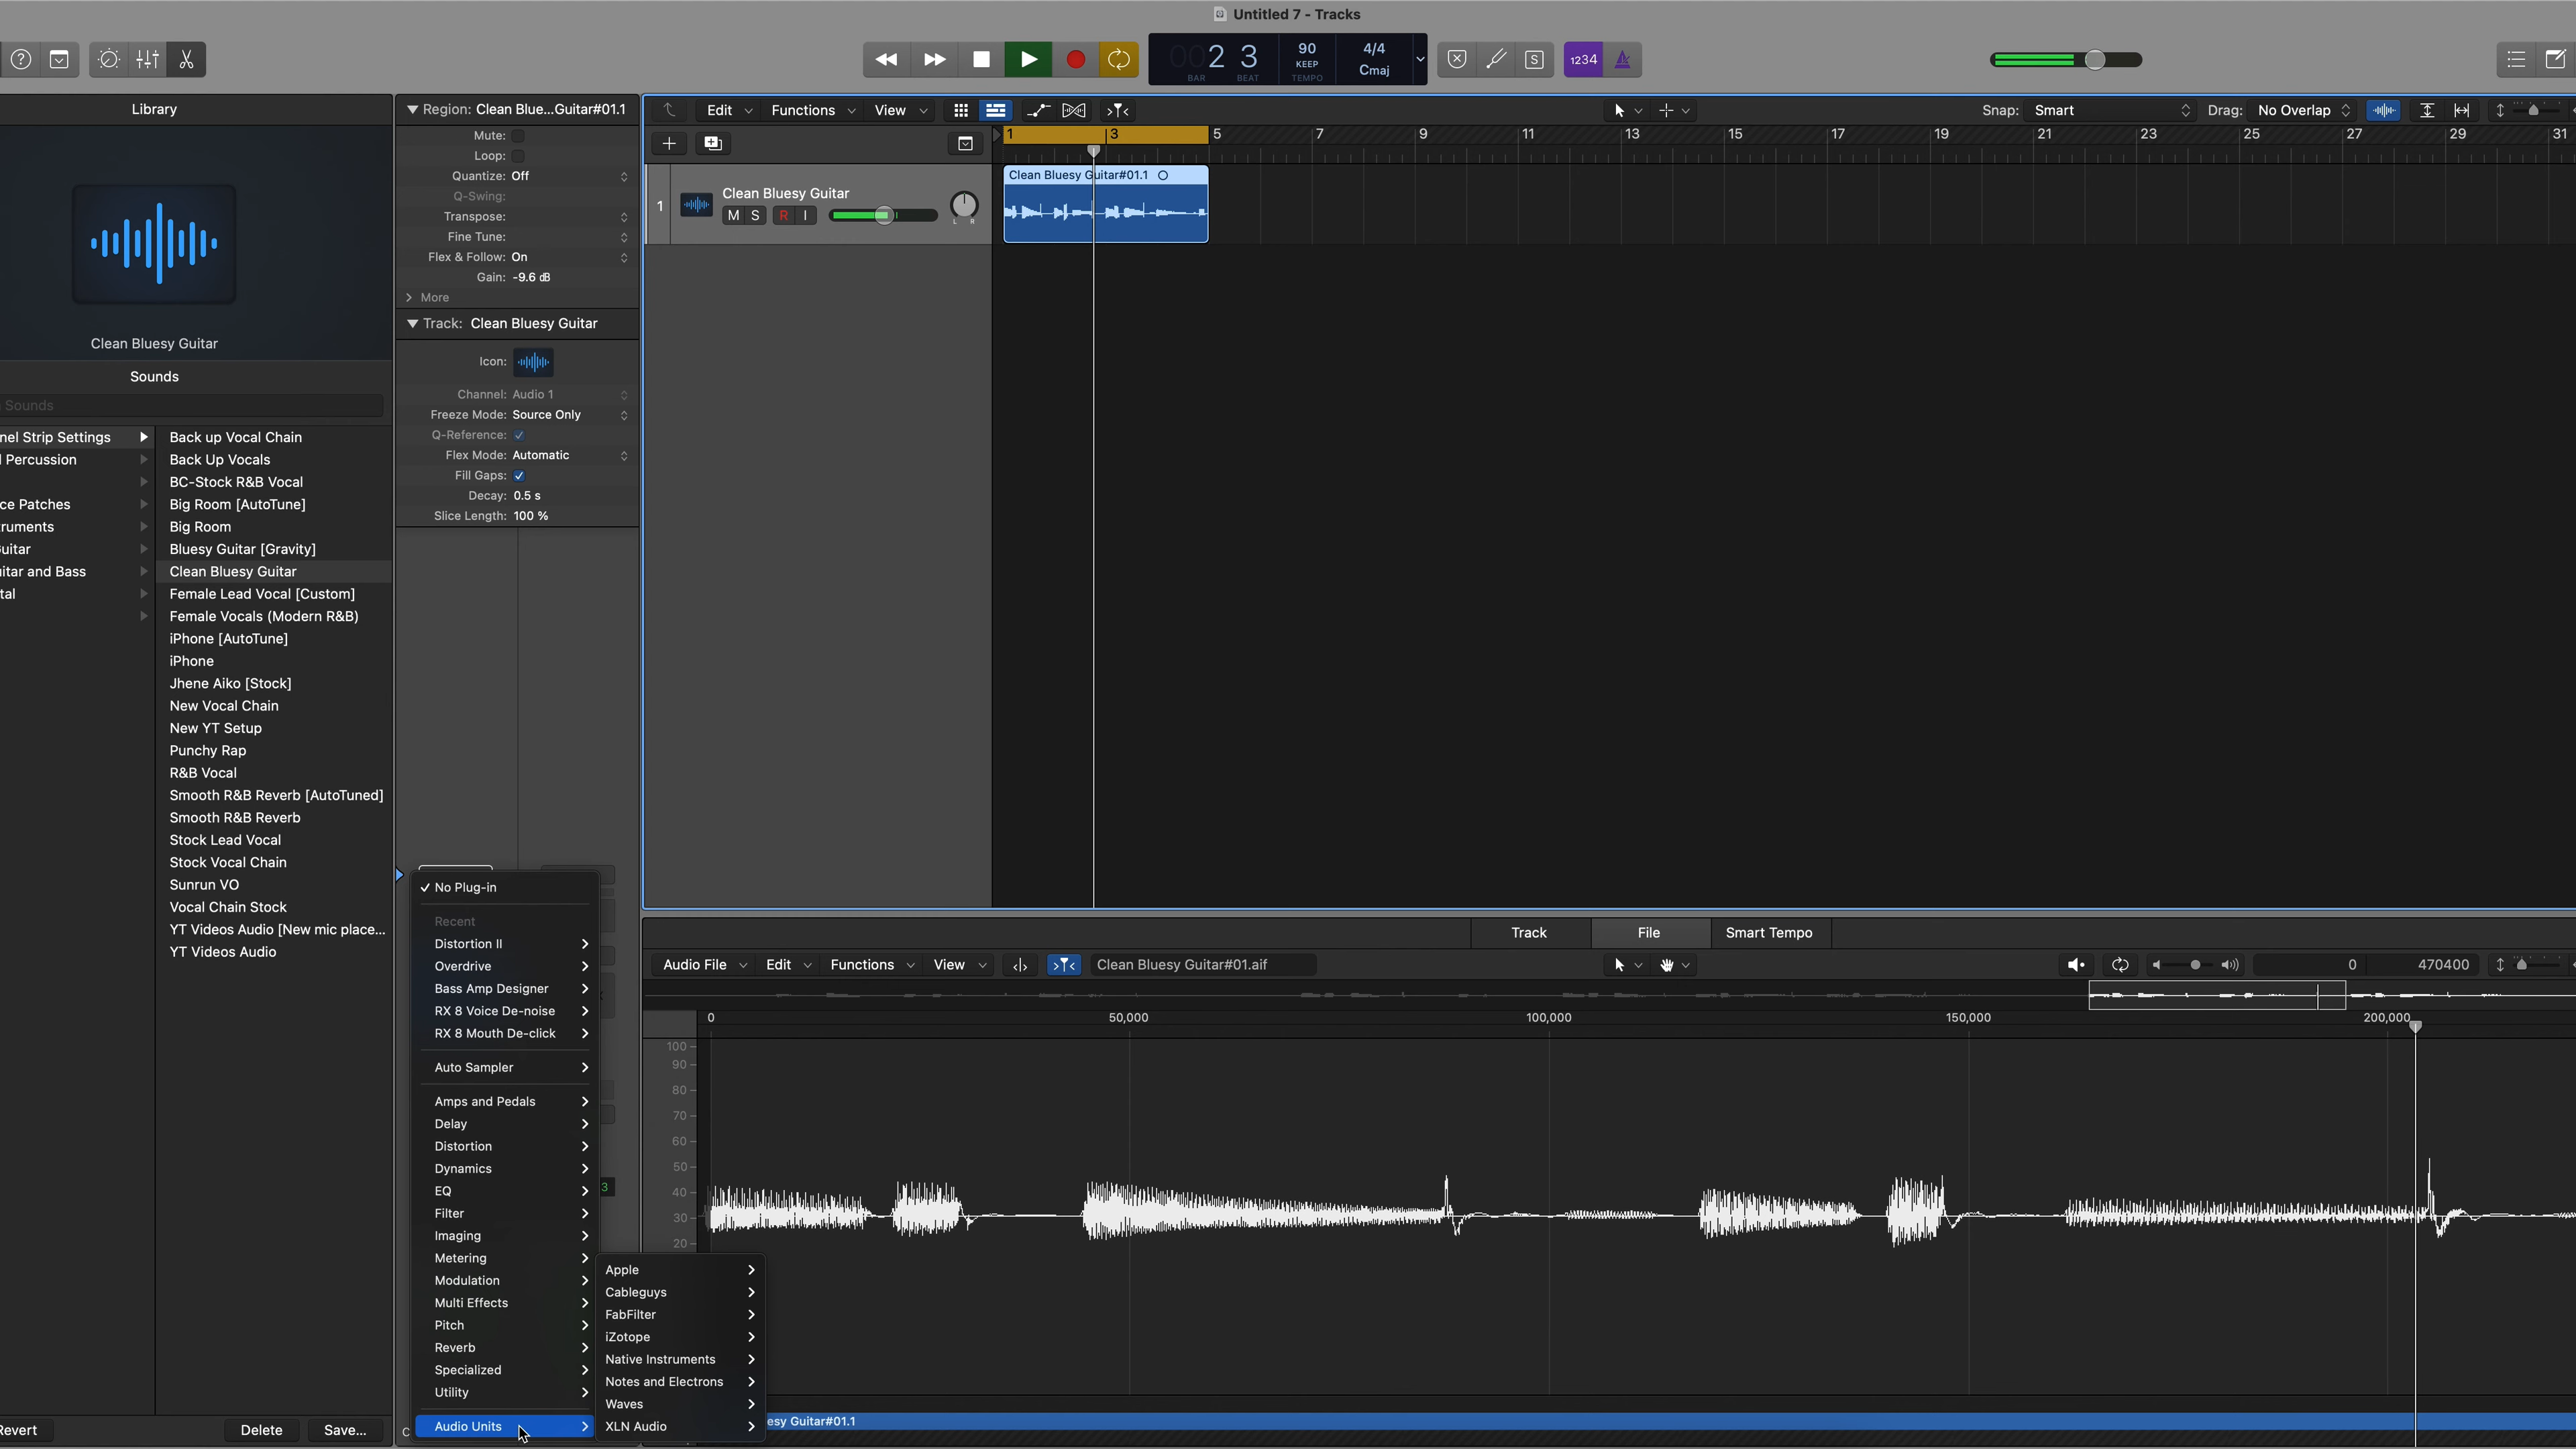 Untitled 7 - Tracks
2 3
BAR BEAT
90
KEEP
TEMPO
4/4
Cmaj
S
1234
Library
Clean Bluesy Guitar
Sounds
Sounds
nel Strip Settings
l Percussion
ce Patches
ruments
uitar
itar and Bass
tal
Back up Vocal Chain
Back Up Vocals
BC-Stock R&B Vocal
Big Room [AutoTune]
Big Room
Bluesy Guitar [Gravity]
Clean Bluesy Guitar
Female Lead Vocal [Custom]
Female Vocals (Modern R&B)
iPhone [AutoTune]
iPhone
Jhene Aiko [Stock]
New Vocal Chain
New YT Setup
Punchy Rap
R&B Vocal
Smooth R&B Reverb [AutoTuned]
Smooth R&B Reverb
Stock Lead Vocal
Stock Vocal Chain
Sunrun VO
Vocal Chain Stock
YT Videos Audio [New mic place...
YT Videos Audio
Revert
Delete
Save...
Region: Clean Blue...Guitar#01.1
Mute:
Loop:
Quantize: Off
Q-Swing:
Transpose:
Fine Tune:
Flex & Follow: On
Gain: -9.6 dB
More
Track: Clean Bluesy Guitar
Icon:
Channel: Audio 1
Freeze Mode: Source Only
Q-Reference:
Flex Mode: Automatic
Fill Gaps:
Decay: 0.5 s
Slice Length: 100 %
No Plug-in
Recent
Distortion II
Overdrive
Bass Amp Designer
RX 8 Voice De-noise
RX 8 Mouth De-click
Auto Sampler
Amps and Pedals
Delay
Distortion
Dynamics
EQ
Filter
Imaging
Metering
Modulation
Multi Effects
Pitch
Reverb
Specialized
Utility
Audio Units
3
Apple
Cableguys
FabFilter
iZotope
Native Instruments
Notes and Electrons
Waves
XLN Audio
Edit Functions View
Snap: Smart
Drag: No Overlap
1 3 5 7 9 11 13 15 17 19 21 23 25 27 29 31
1
Clean Bluesy Guitar
M S R I
L R
Clean Bluesy Guitar#01.1
Track File Smart Tempo
Audio File Edit Functions View
Clean Bluesy Guitar#01.aif
0 470400
0 50,000 100,000 150,000 200,000
100
90
80
70
60
50
40
30
20
esy Guitar#01.1